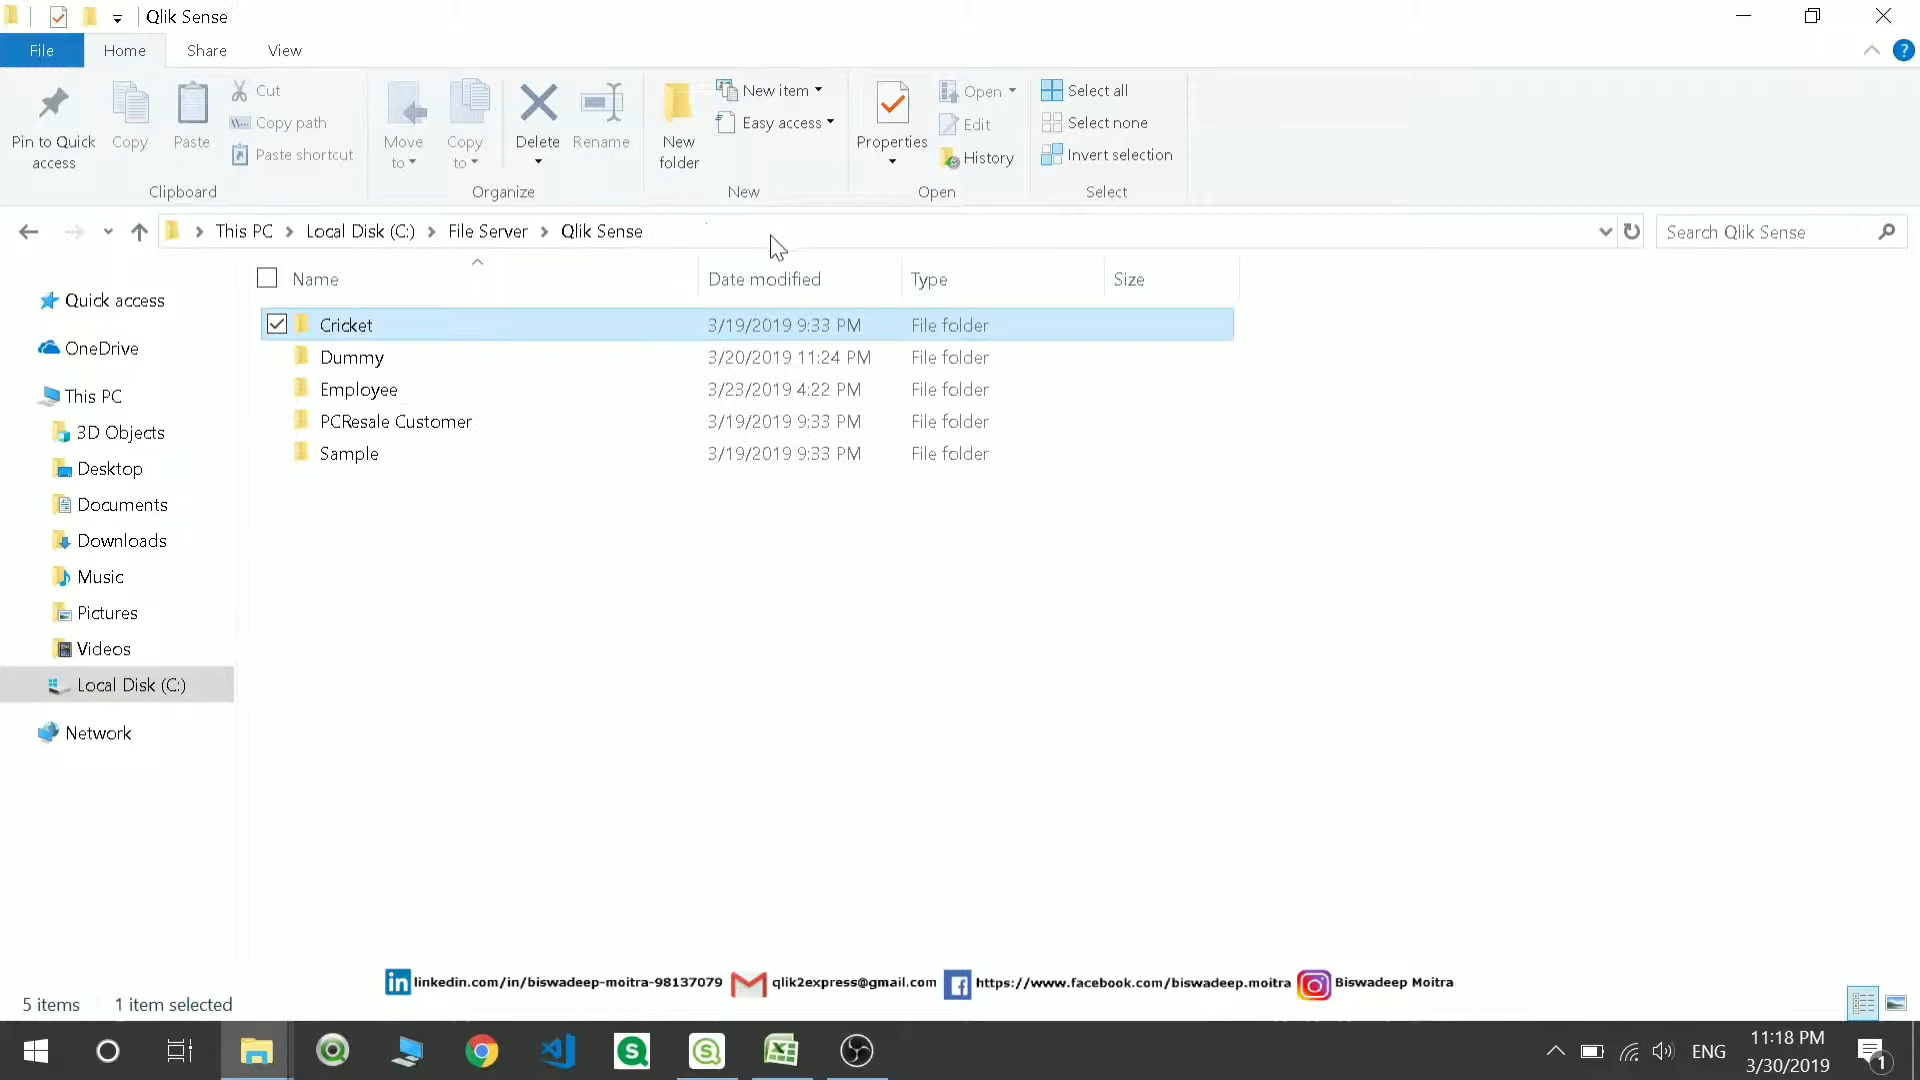 Qlik Sense
File Home Share View
Pin to Quick access
Copy
Paste
Cut
Copy path
Paste shortcut
Clipboard
Move to
Copy to
Delete
Rename
Organize
New folder
New item
Easy access
New
Properties
Open
Edit
History
Open
Select all
Select none
Invert selection
Select
This PC Local Disk (C:) File Server Qlik Sense
Search Qlik Sense
Name Date modified Type Size
Cricket 3/19/2019 9:33 PM File folder
Dummy 3/20/2019 11:24 PM File folder
Employee 3/23/2019 4:22 PM File folder
PCResale Customer 3/19/2019 9:33 PM File folder
Sample 3/19/2019 9:33 PM File folder
Quick access
OneDrive
This PC
3D Objects
Desktop
Documents
Downloads
Music
Pictures
Videos
Local Disk (C:)
Network
in linkedin.com/in/biswadeep-moitra-98137079 qlik2express@gmail.com https://www.facebook.com/biswadeep.moitra Biswadeep Moitra
5 items 1 item selected
ENG
11:18 PM
3/30/2019
1